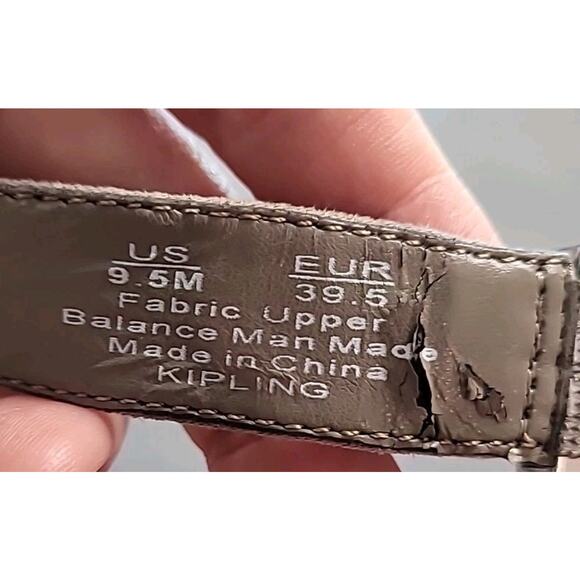 US EUR
9.5M 39.5
Fabric Upper
Balance Man Made
Made in China
KIPLING